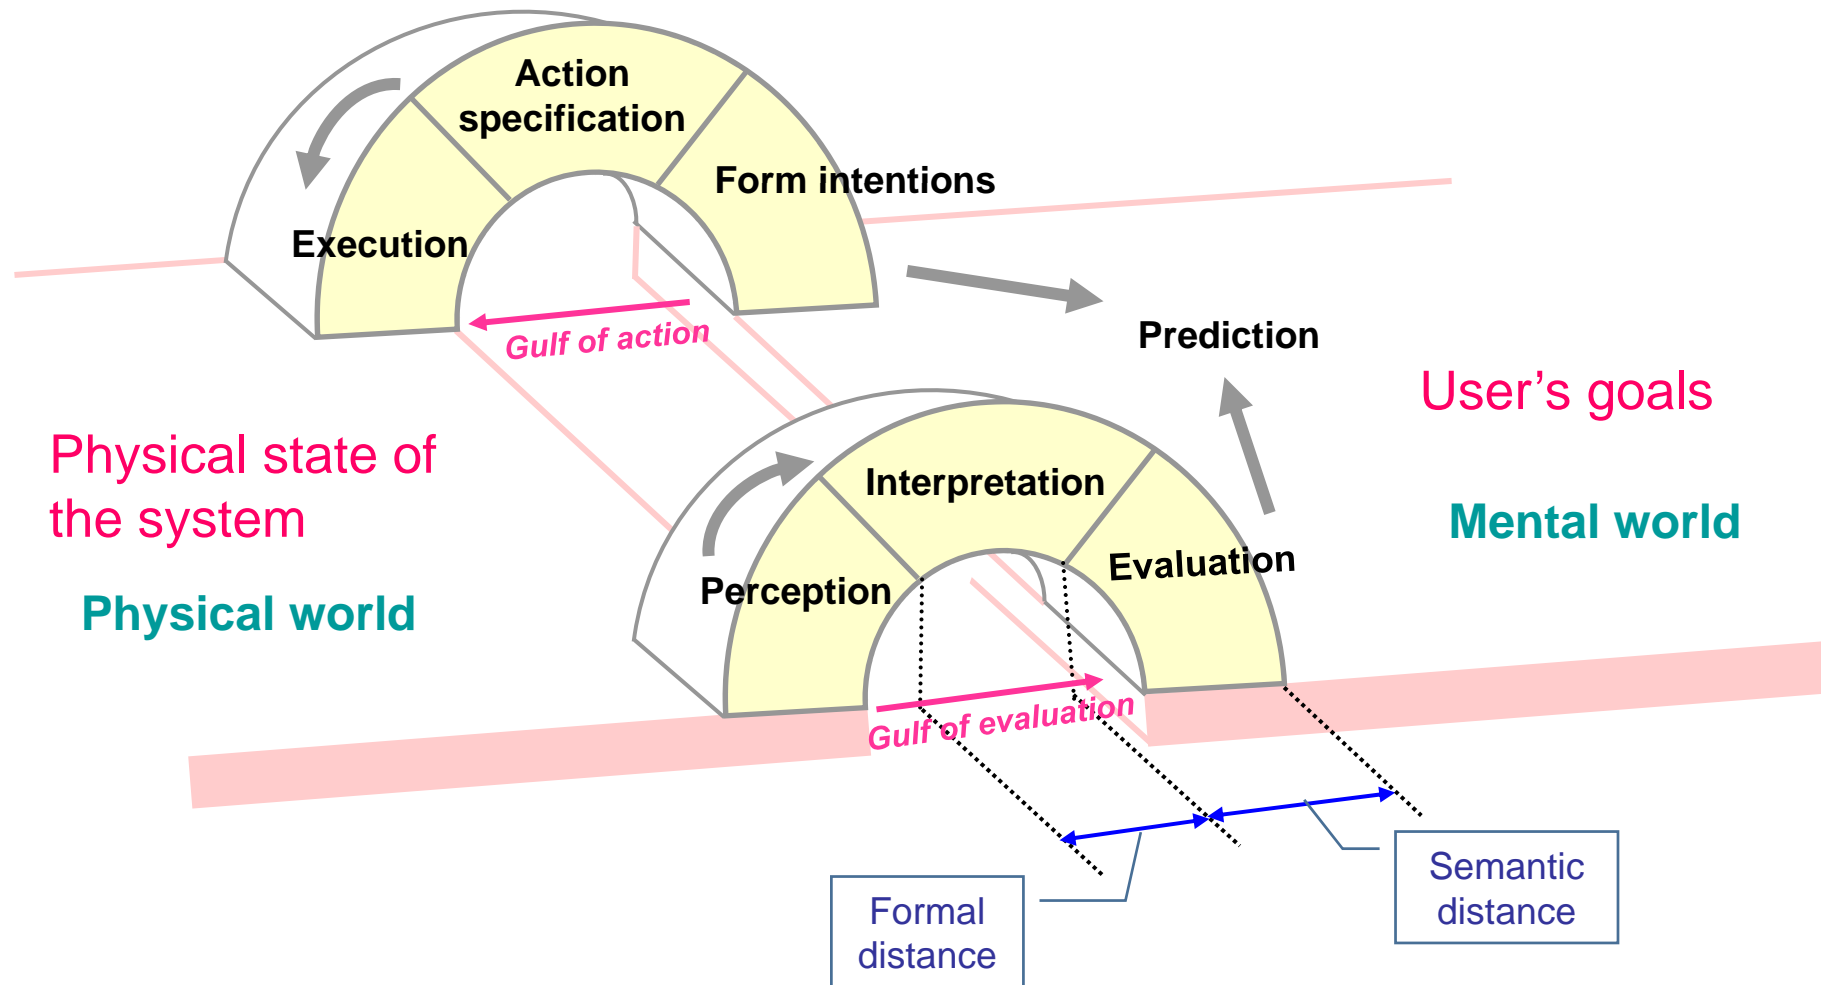 Action
specification
Form intentions
Execution
Gulf of action
Prediction
User’s goals
Physical state of
the system
Interpretation
Mental world
Evaluation
Perception
Physical world
Gulf of evaluation
Semantic
distance
Formal
distance